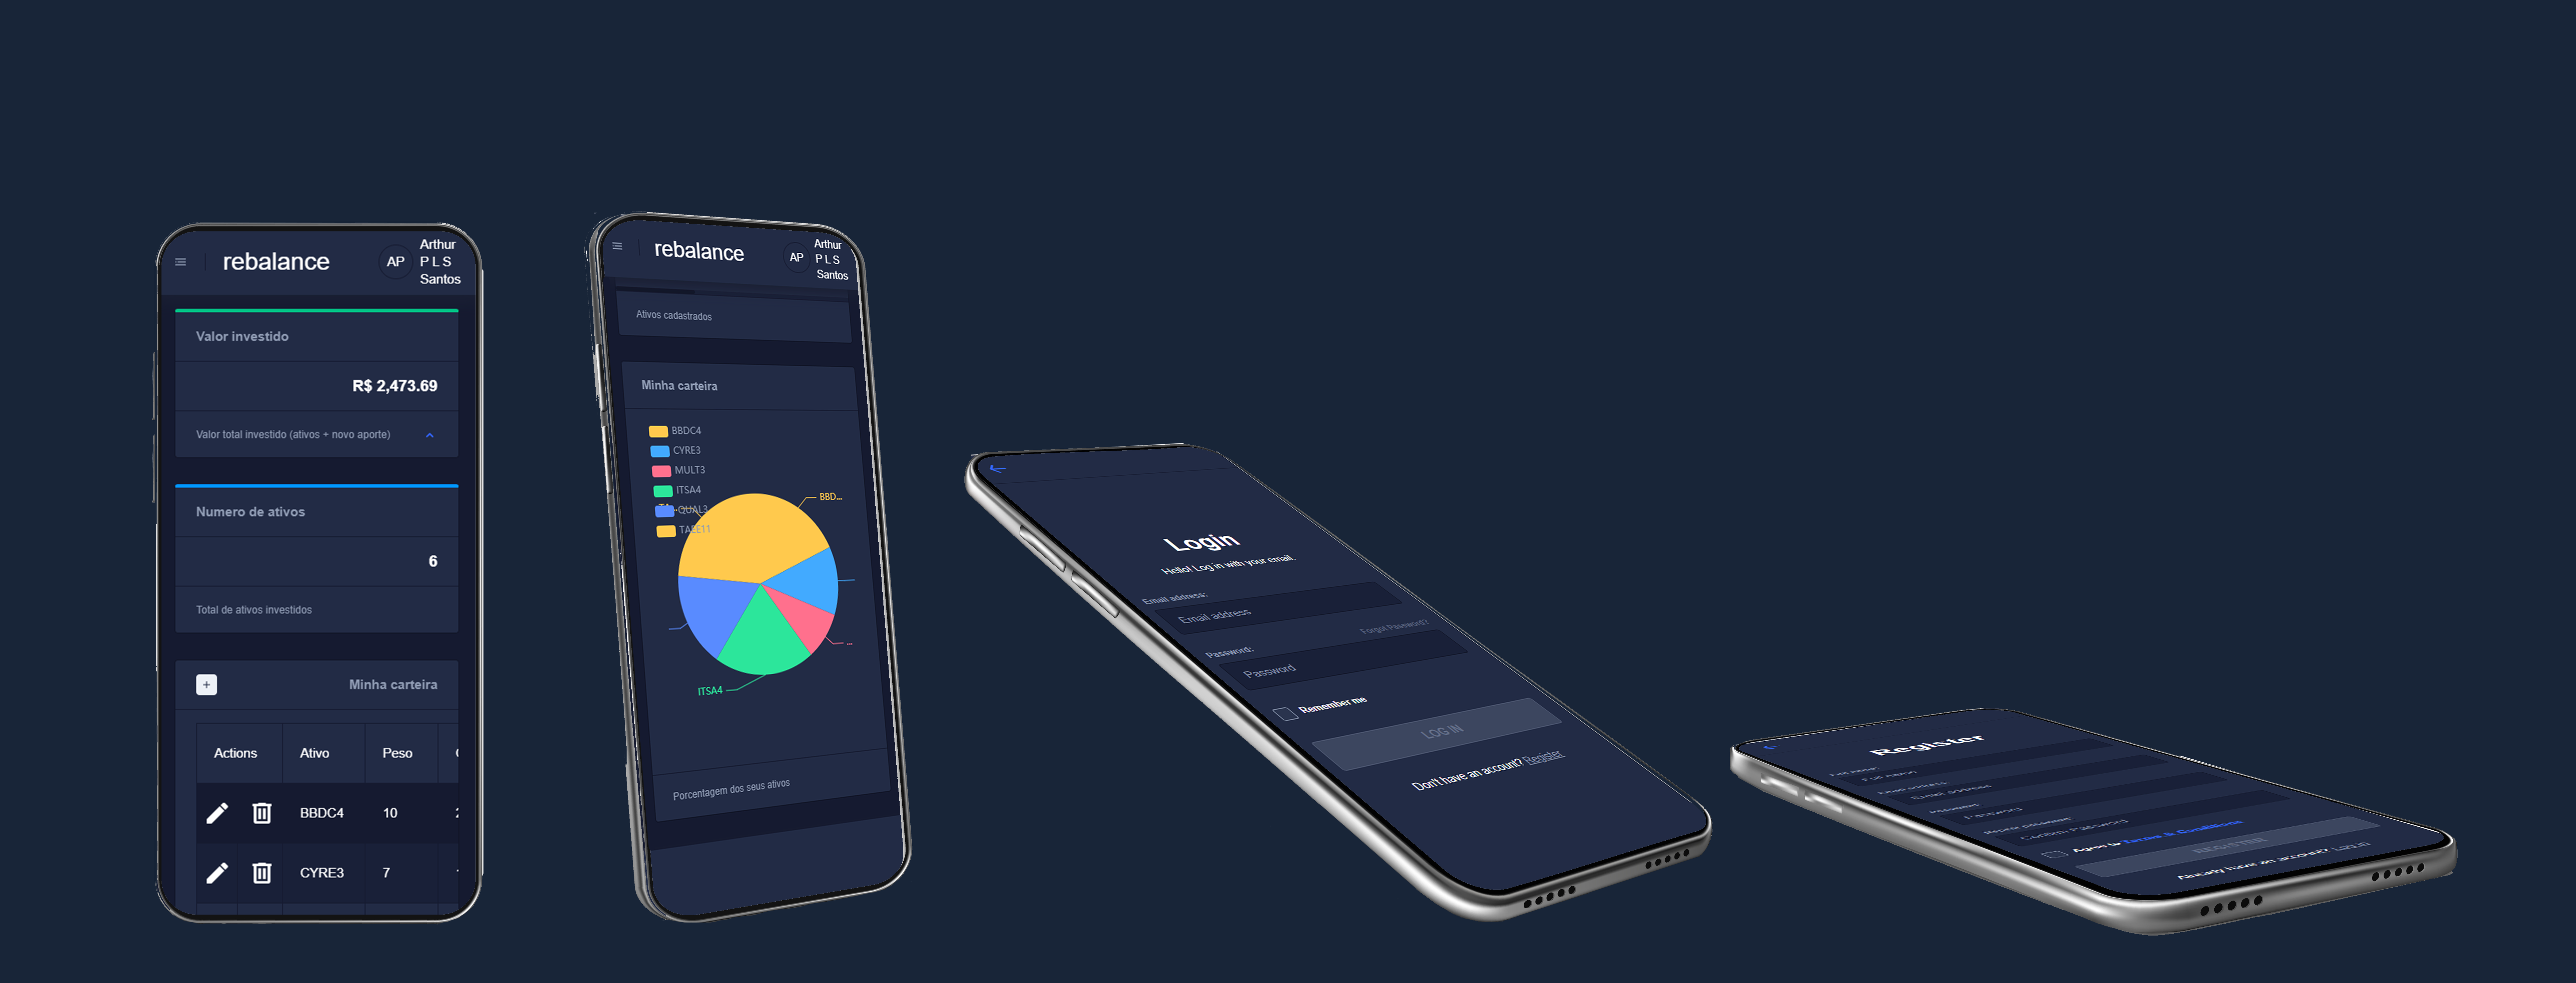 rebalance
AP
Arthur
P L S
Santos
Valor investido
R$ 2,473.69
Valor total investido (ativos + novo aporte)
Numero de ativos
6
Total de ativos investidos
+
Minha carteira
Actions Ativo Peso
BBDC4 10
CYRE3 7
rebalance
AP
Arthur
P L S
Santos
Ativos cadastrados
Minha carteira
BBDC4
CYRE3
MULT3
ITSA4
QUAL3
TAEE11
BBD...
...
ITSA4
Porcentagem dos seus ativos
Login
Hello! Log in with your email.
Email address:
Email address
Forgot Password?
Password:
Password
Remember me
LOG IN
Don't have an account? Register
Register
Full name:
Full name
Email address:
Email address
Password:
Password
Repeat password:
Confirm Password
Agree to Terms & Conditions
REGISTER
Already have an account? Log in